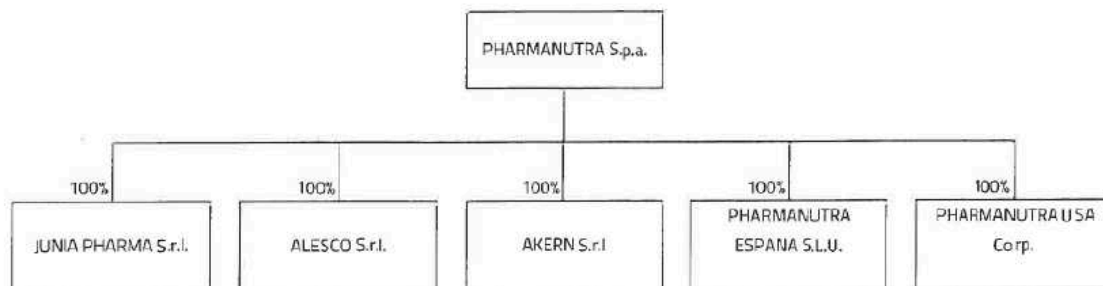 PHARMANUTRA S.p.a.
100%
100%
100%
100%
100%
JUNIA PHARMA S.r.l.
ALESCO S.r.l.
AKERN S.r.l
PHARMANUTRA
ESPANA S.L.U.
PHARMANUTRA USA
Corp.